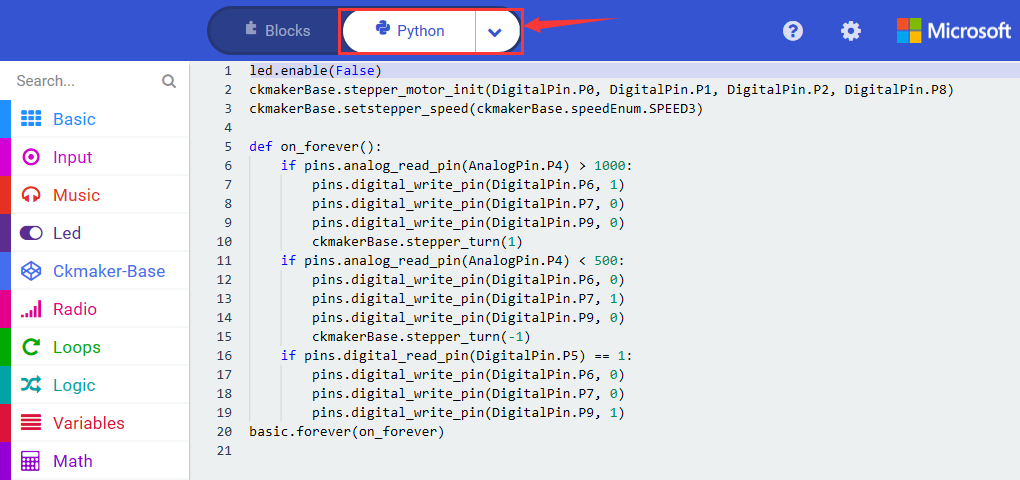 Blocks
Python
Microsoft
Search...
Basic
Input
Music
Led
Ckmaker-Base
Radio
Loops
Logic
Variables
Math
1 led.enable(False)
2 ckmakerBase.stepper_motor_init(DigitalPin.P0, DigitalPin.P1, DigitalPin.P2, DigitalPin.P8)
3 ckmakerBase.setstepper_speed(ckmakerBase.speedEnum.SPEED3)
4
5 def on_forever():
6     if pins.analog_read_pin(AnalogPin.P4) > 1000:
7         pins.digital_write_pin(DigitalPin.P6, 1)
8         pins.digital_write_pin(DigitalPin.P7, 0)
9         pins.digital_write_pin(DigitalPin.P9, 0)
10         ckmakerBase.stepper_turn(1)
11     if pins.analog_read_pin(AnalogPin.P4) < 500:
12         pins.digital_write_pin(DigitalPin.P6, 0)
13         pins.digital_write_pin(DigitalPin.P7, 1)
14         pins.digital_write_pin(DigitalPin.P9, 0)
15         ckmakerBase.stepper_turn(-1)
16     if pins.digital_read_pin(DigitalPin.P5) == 1:
17         pins.digital_write_pin(DigitalPin.P6, 0)
18         pins.digital_write_pin(DigitalPin.P7, 0)
19         pins.digital_write_pin(DigitalPin.P9, 1)
20 basic.forever(on_forever)
21